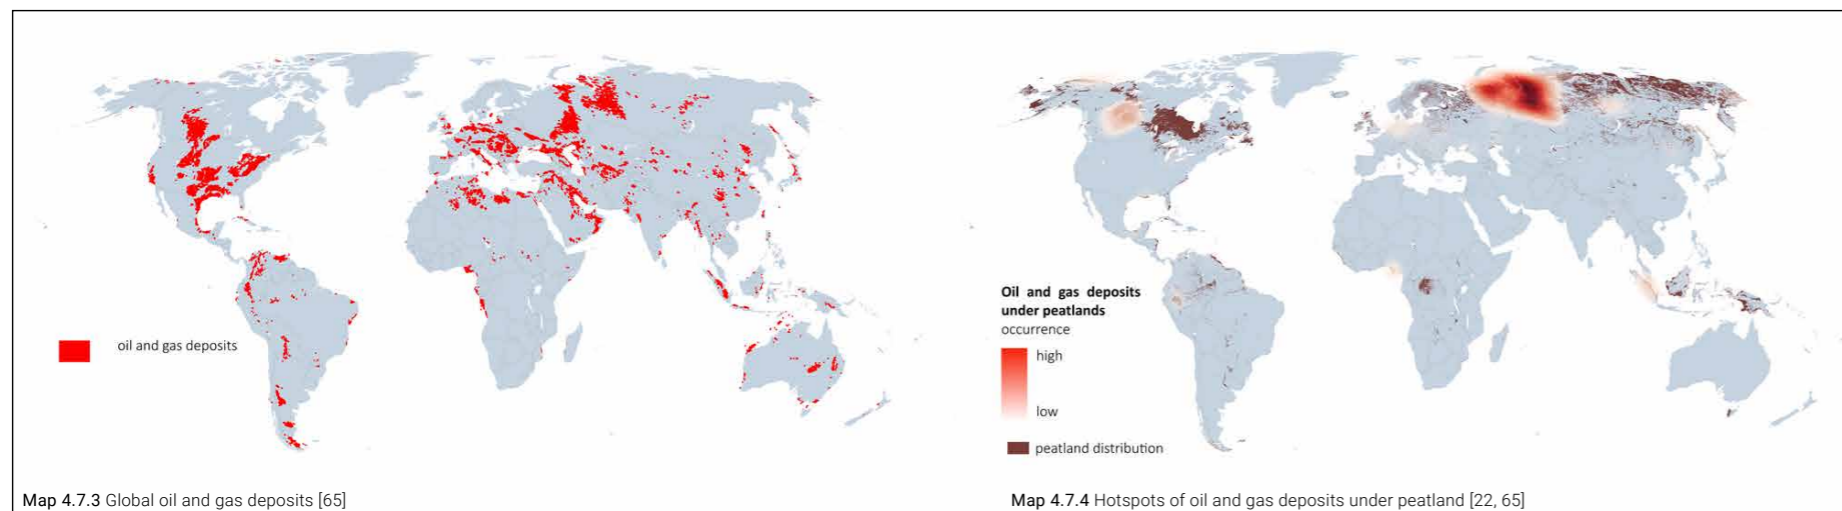 oil and gas deposits
Map 4.7.3 Global oil and gas deposits [65]
Oil and gas deposits
under peatlands
occurrence
high
low
peatland distribution
Map 4.7.4 Hotspots of oil and gas deposits under peatland [22, 65]